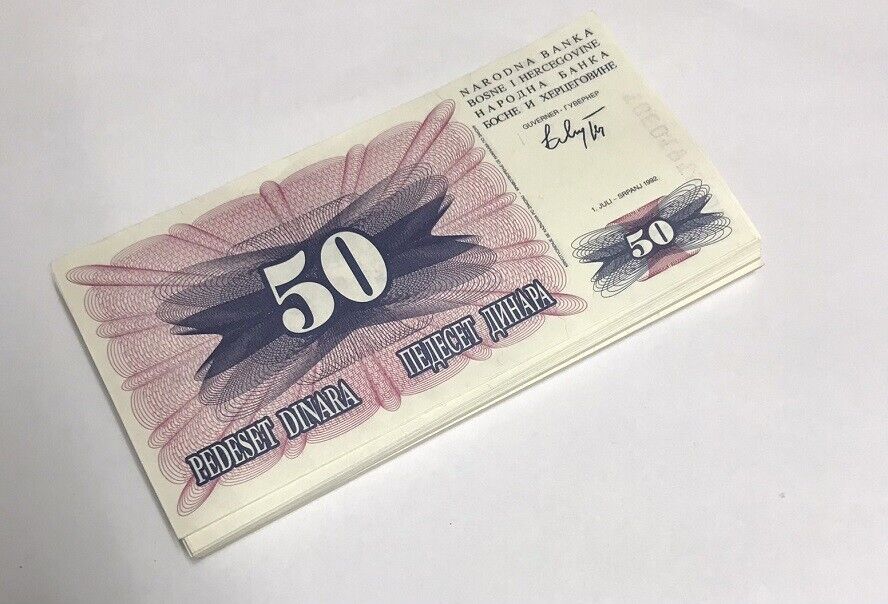 NARODNA BANKA
BOSNE I HERCEGOVINE
НАРОДНА БАНКА
БОСНЕ И ХЕРЦЕГОВИНЕ
GUVERNER - ГУВЕРНЕР
1. JULI - SRPANJ 1992.
50
50
PEDESET DINARA
ПЕДЕСЕТ ДИНАРА